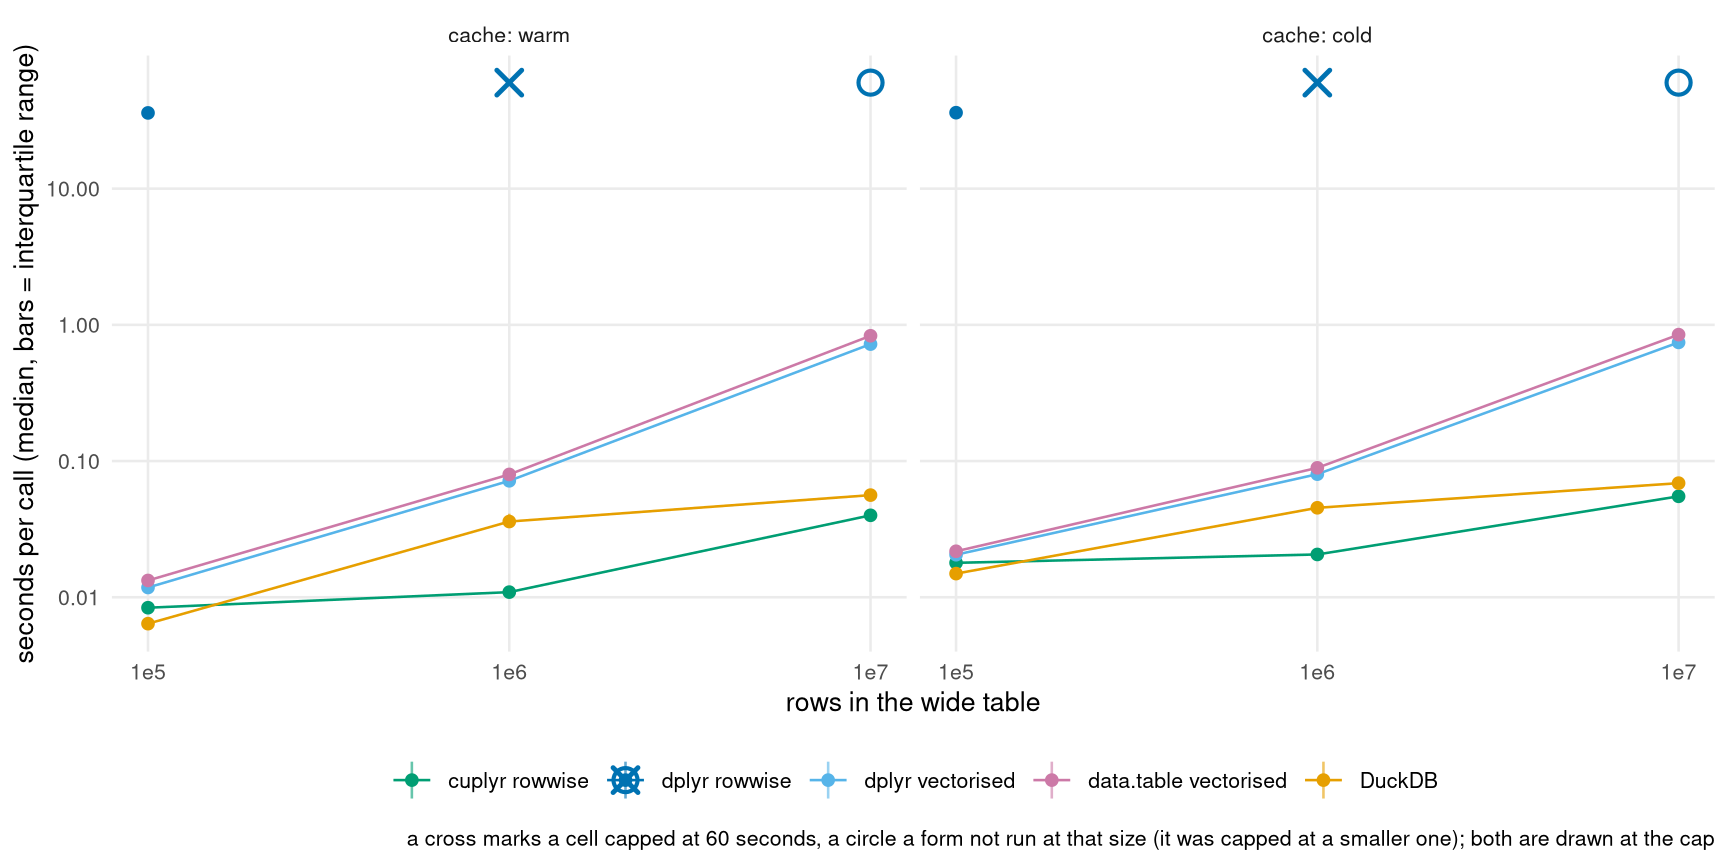 cache: warm
cache: cold
seconds per call (median, bars = interquartile range)
10.00
1.00
0.10
0.01
1e5
1e6
1e7
1e5
1e6
1e7
rows in the wide table
cuplyr rowwise
dplyr rowwise
dplyr vectorised
data.table vectorised
DuckDB
a cross marks a cell capped at 60 seconds, a circle a form not run at that size (it was capped at a smaller one); both are drawn at the cap